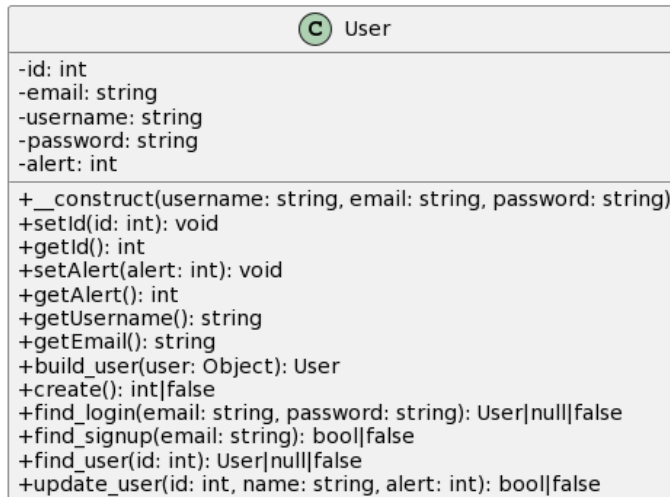 C User
-id: int
-email: string
-username: string
-password: string
-alert: int
+__construct(username: string, email: string, password: string)
+setId(id: int): void
+getId(): int
+setAlert(alert: int): void
+getAlert(): int
+getUsername(): string
+getEmail(): string
+build_user(user: Object): User
+create(): int|false
+find_login(email: string, password: string): User|null|false
+find_signup(email: string): bool|false
+find_user(id: int): User|null|false
+update_user(id: int, name: string, alert: int): bool|false